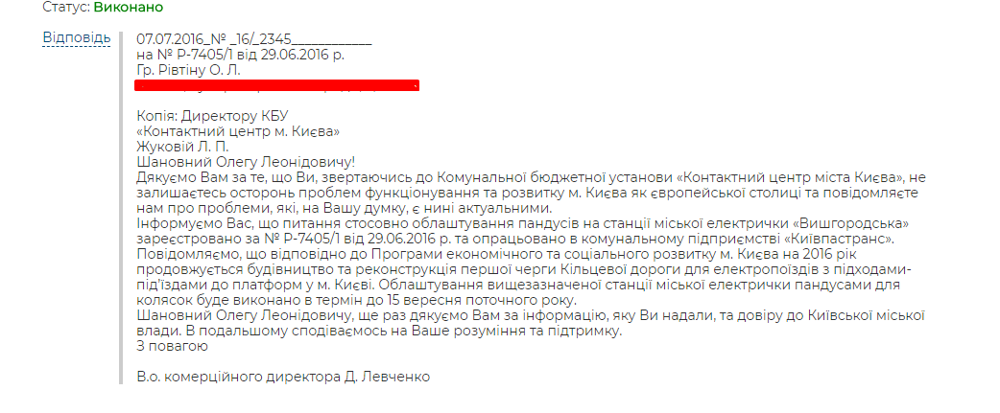 Статус: Виконано
Відповідь
07.07.2016_№ _16/_2345____________
на № Р-7405/1 від 29.06.2016 р.
Гр. Рівтіну О. Л.
Копія: Директору КБУ
«Контактний центр м. Києва»
Жуковій Л. П.
Шановний Олегу Леонідовичу!
Дякуємо Вам за те, що Ви, звертаючись до Комунальної бюджетної установи «Контактний центр міста Києва», не
залишаєтесь осторонь проблем функціонування та розвитку м. Києва як європейської столиці та повідомляєте
нам про проблеми, які, на Вашу думку, є нині актуальними.
Інформуємо Вас, що питання стосовно облаштування пандусів на станції міської електрички «Вишгородська»
зареєстровано за № Р-7405/1 від 29.06.2016 р. та опрацьовано в комунальному підприємстві «Київпастранс».
Повідомляємо, що відповідно до Програми економічного та соціального розвитку м. Києва на 2016 рік
продовжується будівництво та реконструкція першої черги Кільцевої дороги для електропоїздів з підходами-
під'їздами до платформ у м. Києві. Облаштування вищезазначеної станції міської електрички пандусами для
колясок буде виконано в термін до 15 вересня поточного року.
Шановний Олегу Леонідовичу, ще раз дякуємо Вам за інформацію, яку Ви надали, та довіру до Київської міської
влади. В подальшому сподіваємось на Ваше розуміння та підтримку.
З повагою
В.о. комерційного директора Д. Левченко